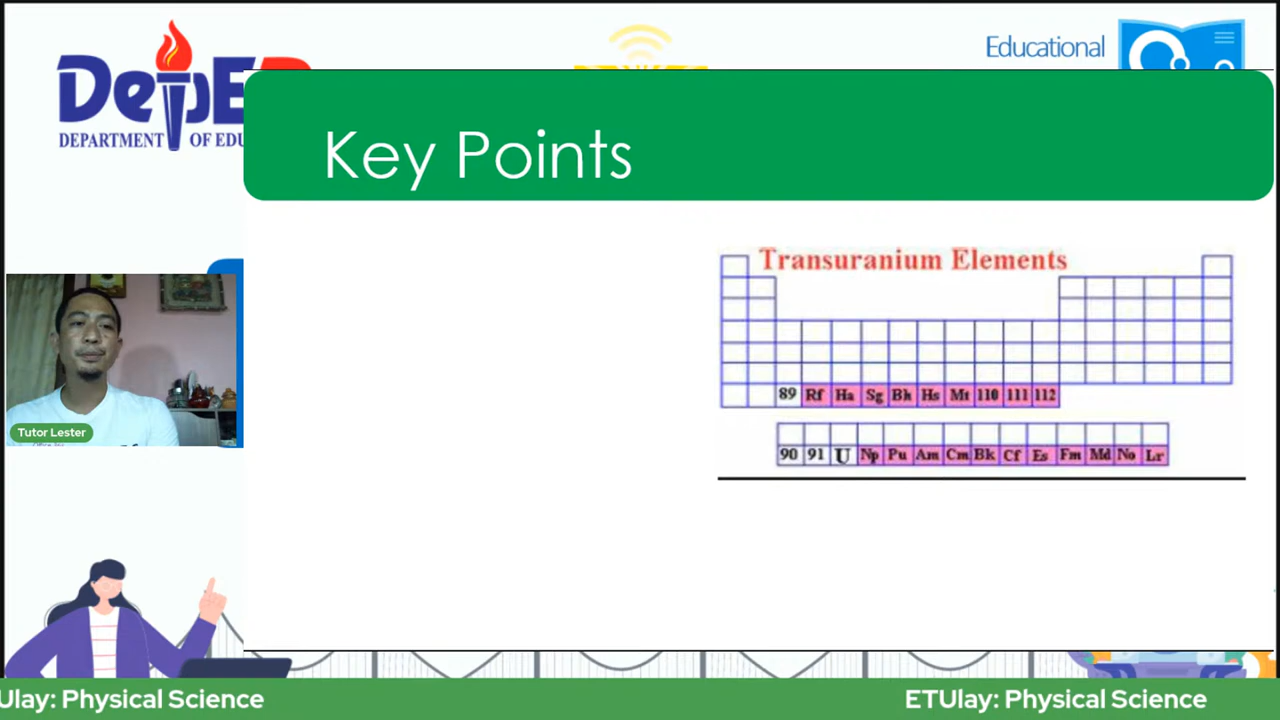 DepE
DEPARTMENT OF EDU
Educational
Key Points
Transuranium Elements
89 Rf Ha Sg Bh Hs Mt 110 111 112
90 91 U Np Pu Am Cm Bk Cf Es Fm Md No Lr
Tutor Lester
Ulay: Physical Science
ETUlay: Physical Science